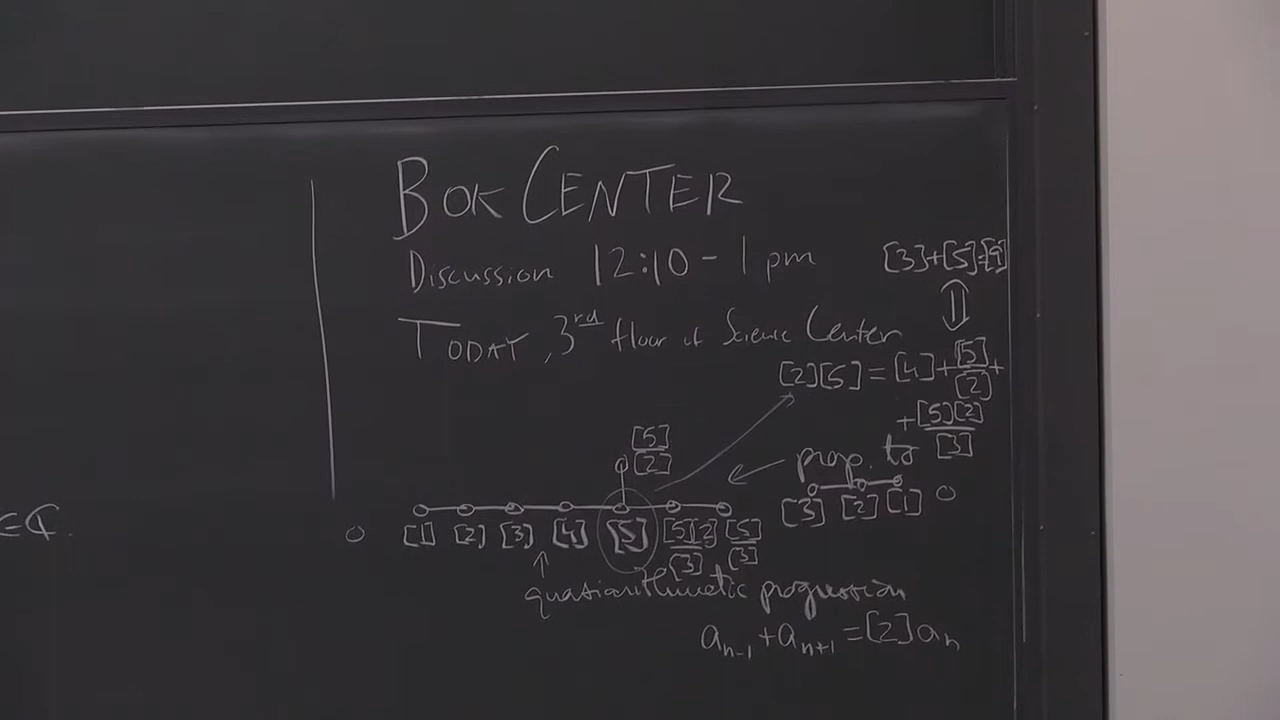 BOK CENTER
DISCUSSION 12:10 – 1 pm
TODAY, 3rd floor of Science Center
[3]+[5]=[9]
⇕
[2][5] = [4] + [5]/[2] +
+ [5][2]/[3]
[5]/[2]
← prop. to
[3] [2] [1] 0
∈ ℂ.
0 [1] [2] [3] [4] [5] [5][2]/[3] [5]/[3]
↑
quasiarithmetic progression
a_{n-1} + a_{n+1} = [2] a_n